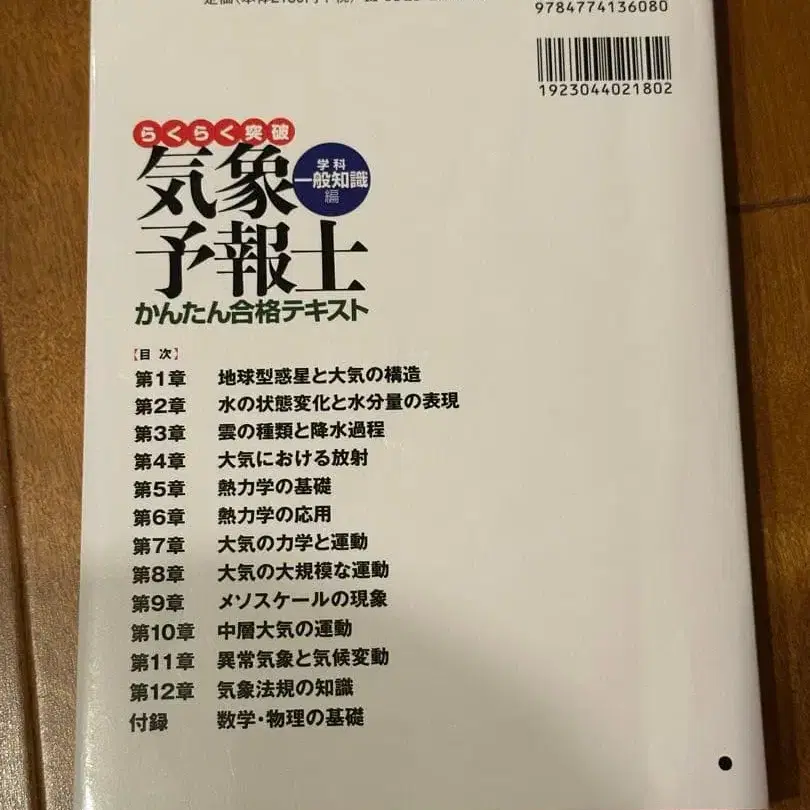 9784774136080
1923044021802
らくらく突破
気象
予報士
学科
一般知識
編
かんたん合格テキスト
【目 次】
第1章 地球型惑星と大気の構造
第2章 水の状態変化と水分量の表現
第3章 雲の種類と降水過程
第4章 大気における放射
第5章 熱力学の基礎
第6章 熱力学の応用
第7章 大気の力学と運動
第8章 大気の大規模な運動
第9章 メソスケールの現象
第10章 中層大気の運動
第11章 異常気象と気候変動
第12章 気象法規の知識
付録 数学・物理の基礎